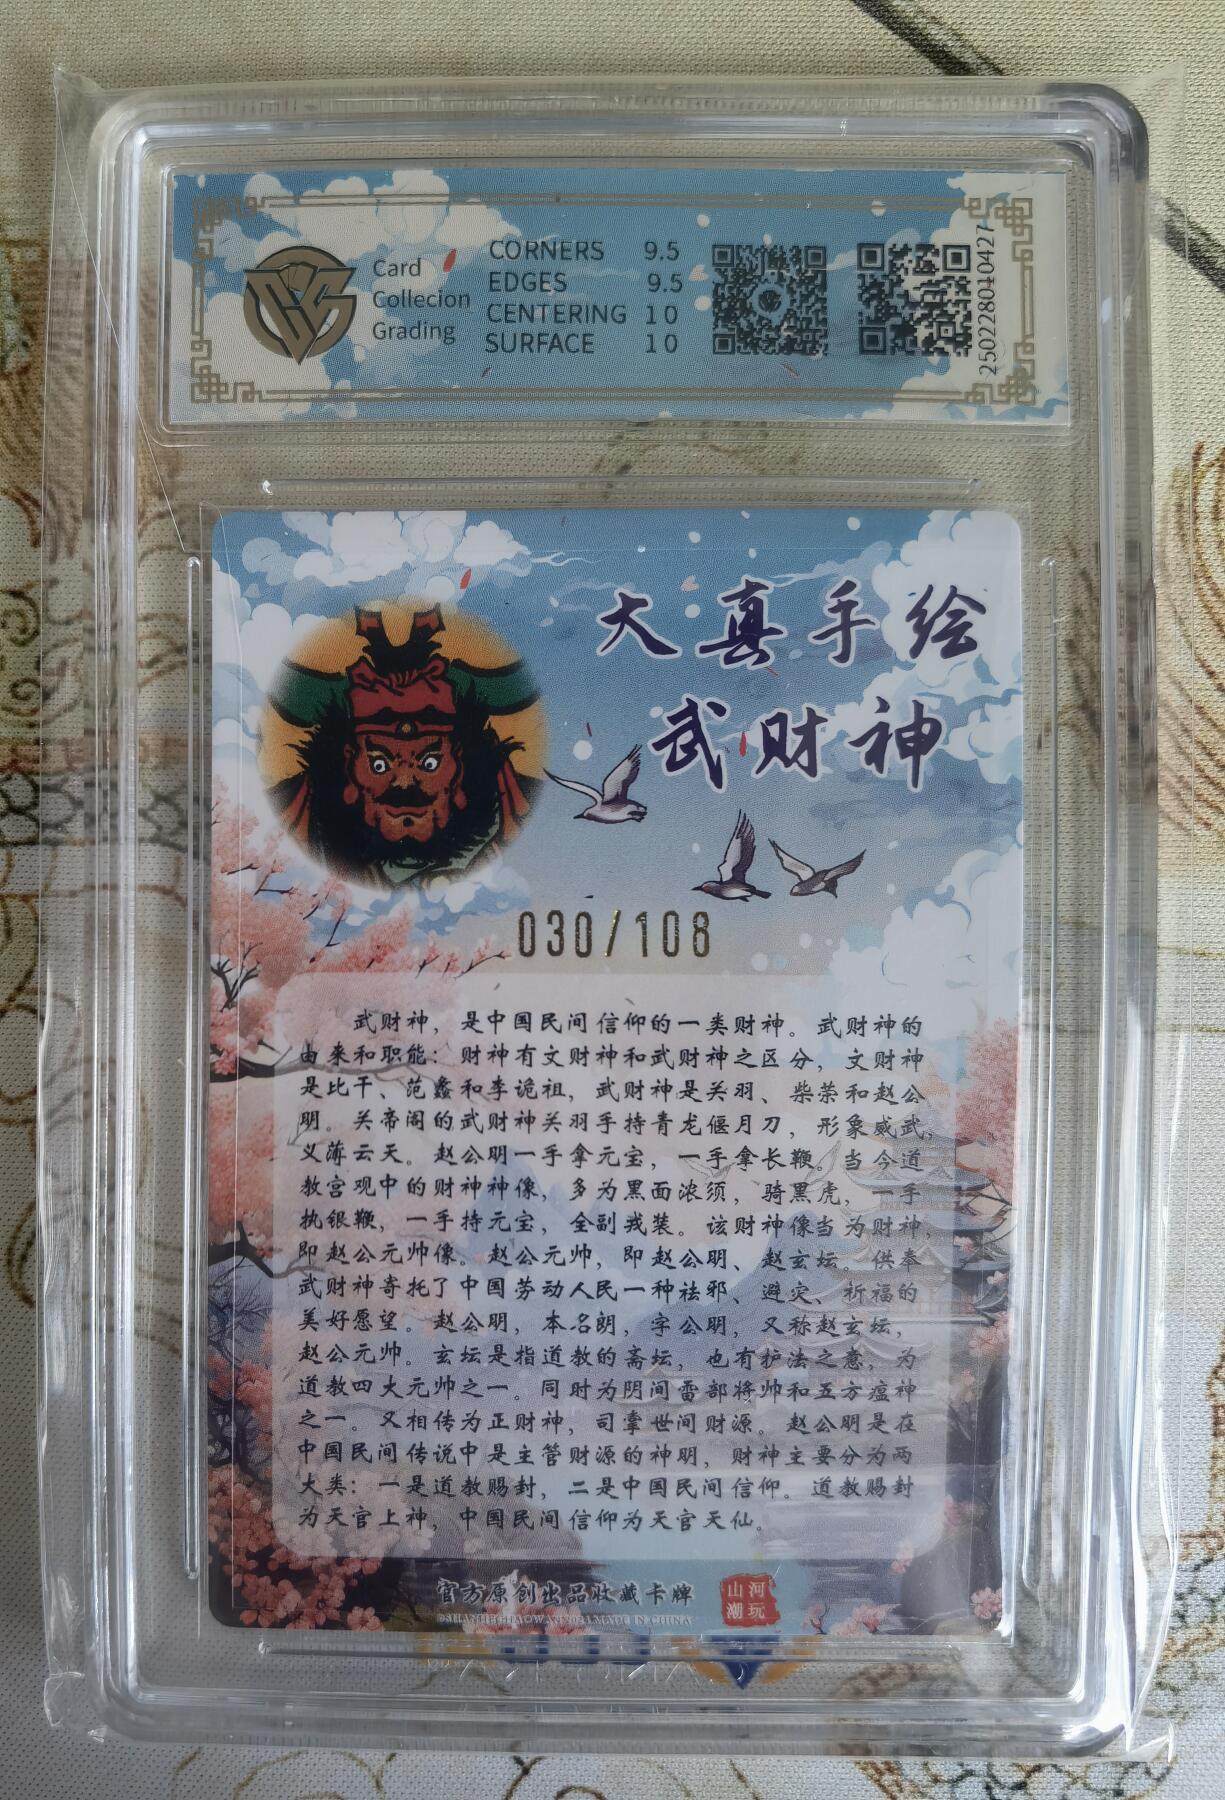 Card
Collecion
Grading
CORNERS 9.5
EDGES 9.5
CENTERING 10
SURFACE 10
250228010427
大真手绘
武财神
030/108
武财神，是中国民间信仰的一类财神。武财神的
由来和职能：财神有文财神和武财神之区分，文财神
是比干、范蠡和李诡祖，武财神是关羽、柴荣和赵公
明。关帝阁的武财神关羽手持青龙偃月刀，形象威武，
义薄云天。赵公明一手拿元宝，一手拿长鞭。当今道
教宫观中的财神神像，多为黑面浓须，骑黑虎，一手
执银鞭，一手持元宝，全副戎装。该财神像当为财神，
即赵公元帅像。赵公元帅，即赵公明、赵玄坛。供奉
武财神寄托了中国劳动人民一种祛邪、避灾、祈福的
美好愿望。赵公明，本名朗，字公明，又称赵玄坛，
赵公元帅。玄坛是指道教的斋坛，也有护法之意，为
道教四大元帅之一。同时为阴间雷部将帅和五方瘟神
之一。又相传为正财神，司掌世间财源。赵公明是在
中国民间传说中是主管财源的神明，财神主要分为两
大类：一是道教赐封，二是中国民间信仰。道教赐封
为天官上神，中国民间信仰为天官天仙。
官方原创出品收藏卡牌
山河
潮玩